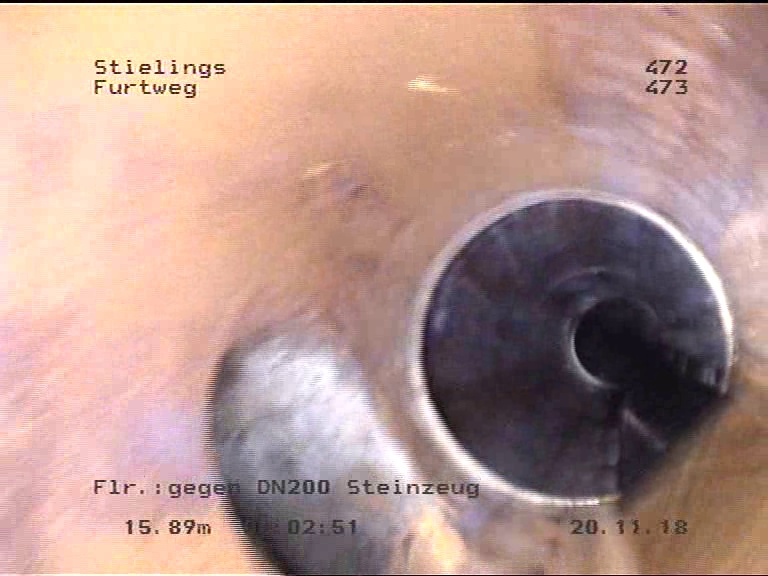 Stielings 472
Furtweg 473
Flr.:gegen DN200 Steinzeug
15.89m 02:51 20.11.18